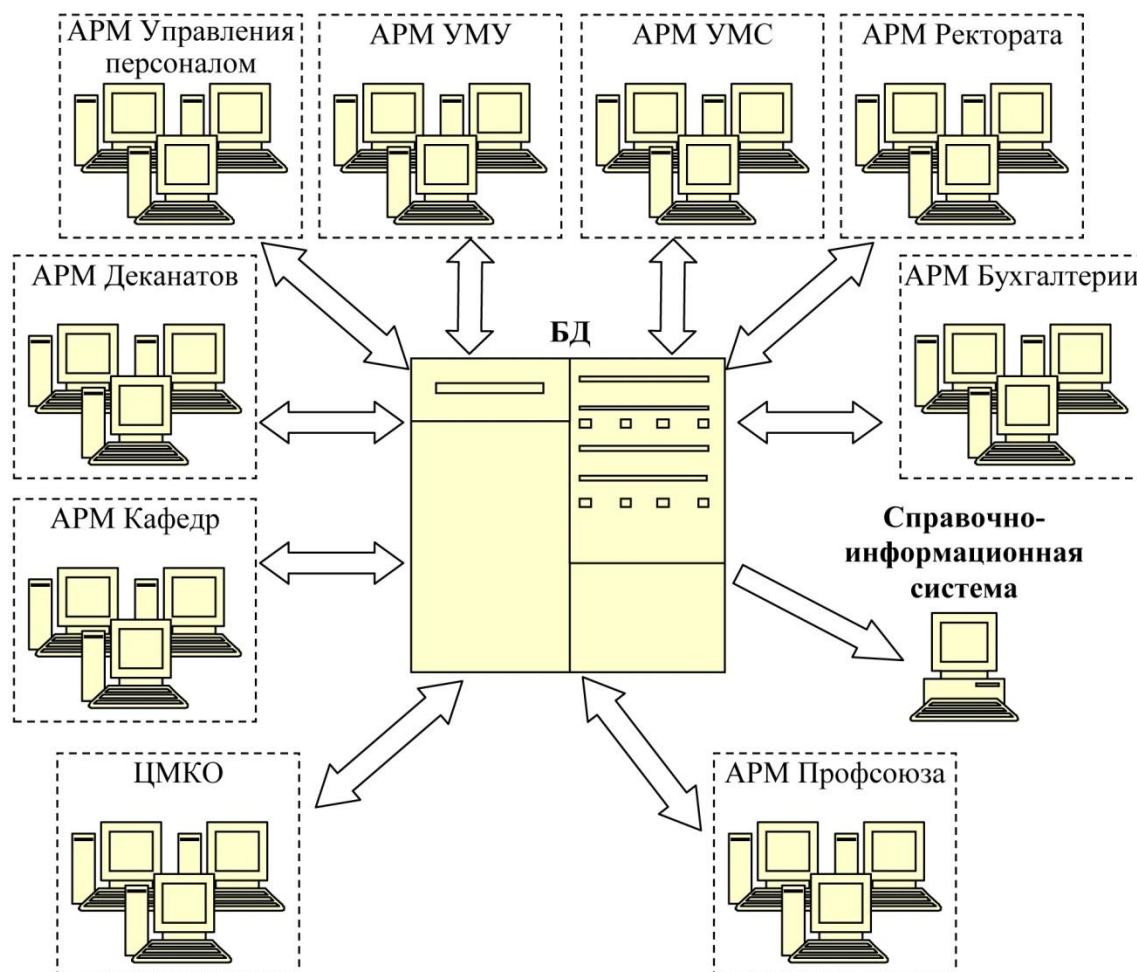 АРМ Управления
персоналом
АРМ УМУ
АРМ УМС
АРМ Ректората
АРМ Деканатов
АРМ Бухгалтерии
БД
АРМ Кафедр
Справочно-
информационная
система
ЦМКО
АРМ Профсоюза